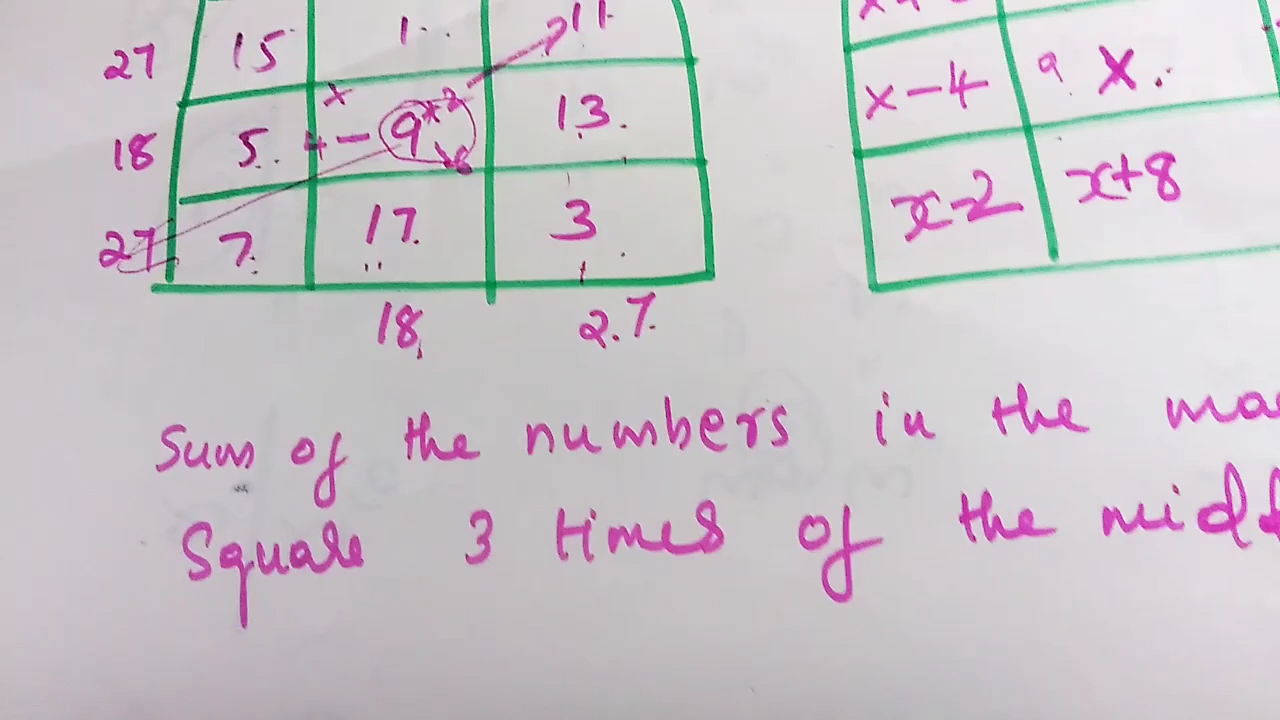 27 15 1 11
x-4 9 x
18 5 4 - 9 13
27 7 17 3
x-2 x+8
18 27
Sum of the numbers in the
Square 3 times of the